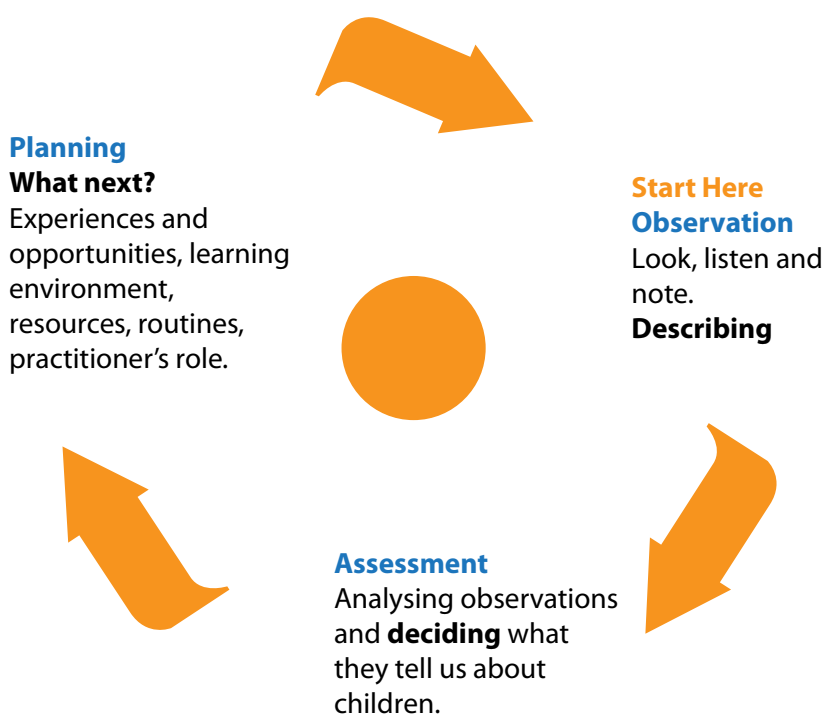 Planning
What next?
Experiences and
opportunities, learning
environment,
resources, routines,
practitioner’s role.
Start Here
Observation
Look, listen and
note.
Describing
Assessment
Analysing observations
and deciding what
they tell us about
children.